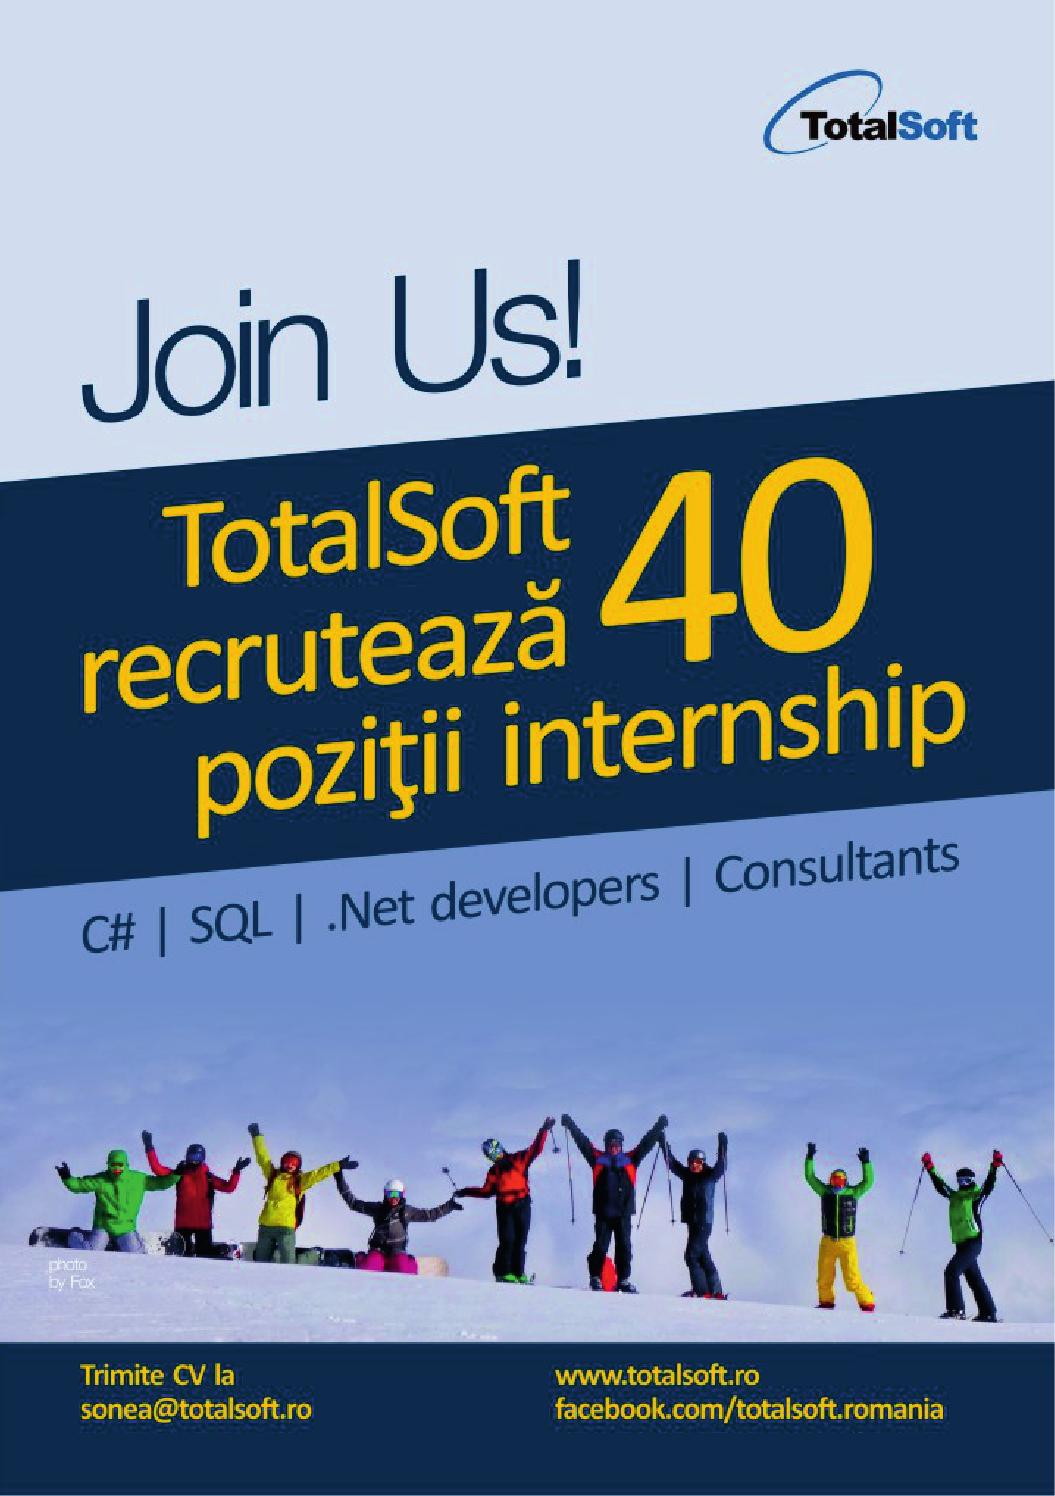 TotalSoft
Join Us!
TotalSoft
recrutează 40
poziţii internship
C# | SQL | .Net developers | Consultants
photo
by Fox
Trimite CV la
sonea@totalsoft.ro
www.totalsoft.ro
facebook.com/totalsoft.romania